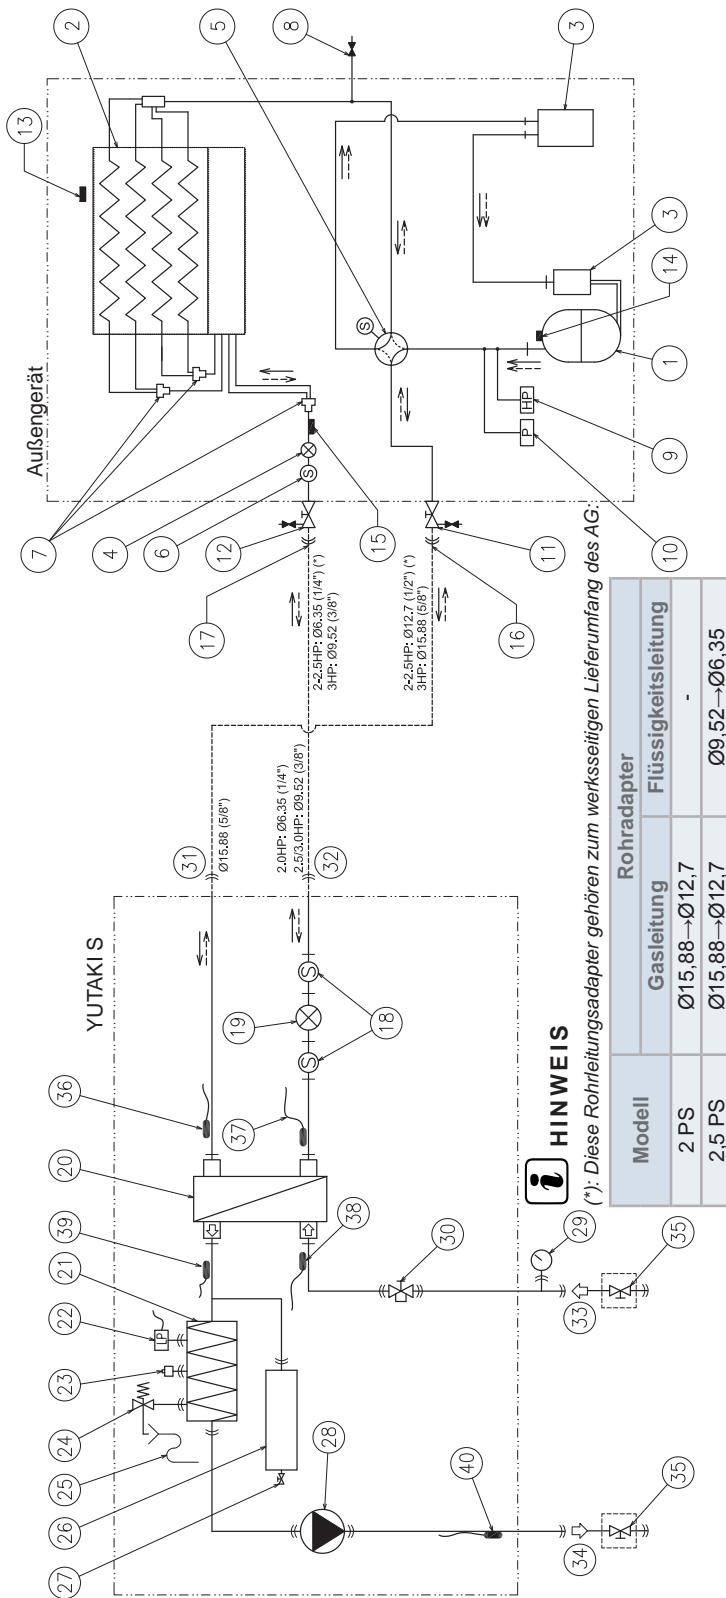 Außengerät
2
5
8
3
13
3
14
1
S
P
HP
9
10
7
4
6
12
15
11
S
17
16
2-2.5HP: Ø6.35 (1/4") (*)
3HP: Ø9.52 (3/8")
2-2.5HP: Ø12.7 (1/2") (*)
3HP: Ø15.88 (5/8")
YUTAKI S
31
Ø15.88 (5/8")
2.0HP: Ø6.35 (1/4")
2.5/3.0HP: Ø9.52 (3/8")
32
36
20
39
21
22
23
24
25
26
27
LP
28
37
19
S
S
18
38
30
29
33
35
40
34
35
i HINWEIS
(*): Diese Rohrleitungsadapter gehören zum werksseitigen Lieferumfang des AG:
Modell
Rohradapter
Gasleitung
Flüssigkeitsleitung
2 PS
Ø15,88→Ø12,7
-
2,5 PS
Ø15,88→Ø12,7
Ø9,52→Ø6,35